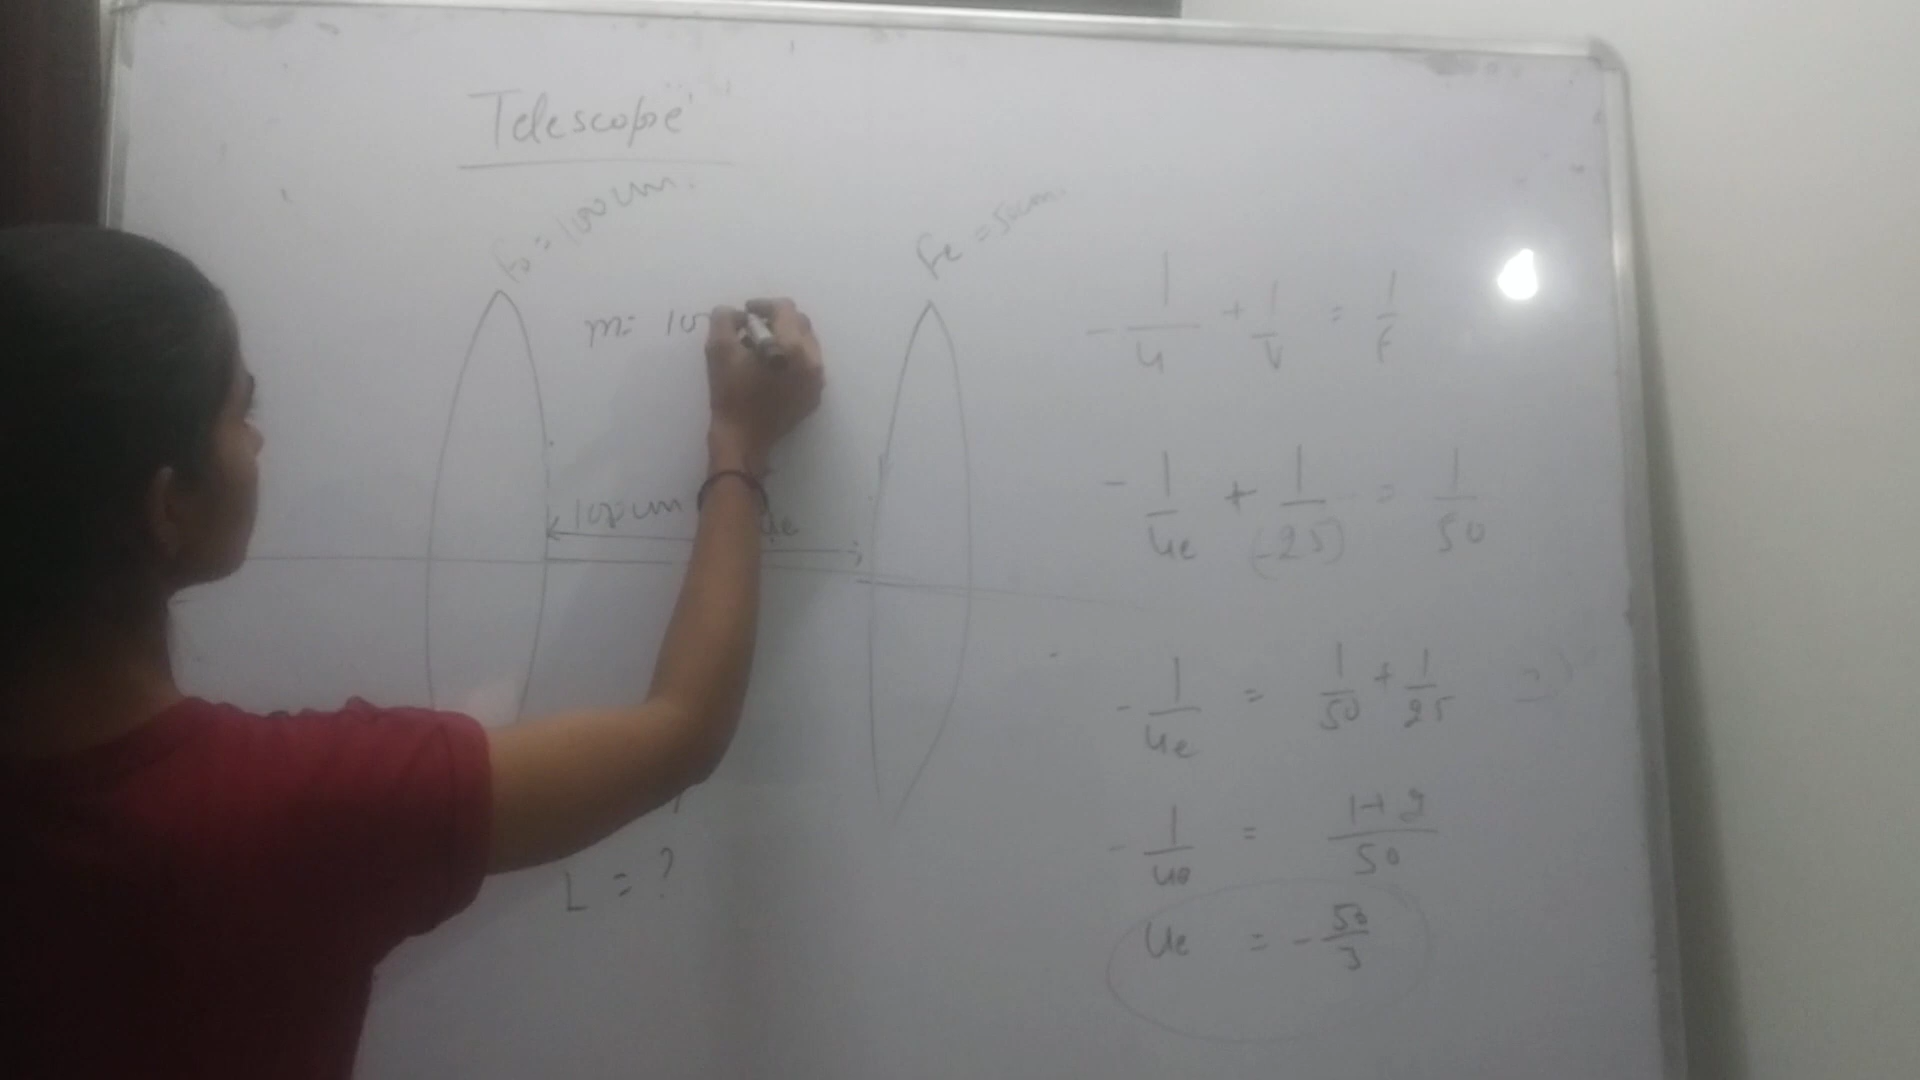 Telescope
fo = 100 cm.
fe = 50cm.
m = 10
100 cm
ue
L = ?
- 1/u + 1/v = 1/f
- 1/ue + 1/(-25) = 1/50
- 1/ue = 1/50 + 1/25 =>
- 1/ue = 1+2/50
ue = - 50/3